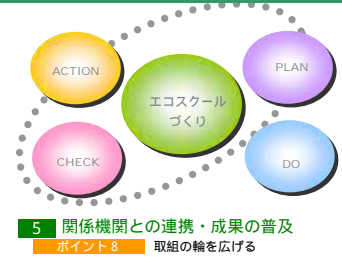 ACTION
PLAN
エコスクール
づくり
CHECK
DO
5 関係機関との連携・成果の普及
ポイント8 取組の輪を広げる